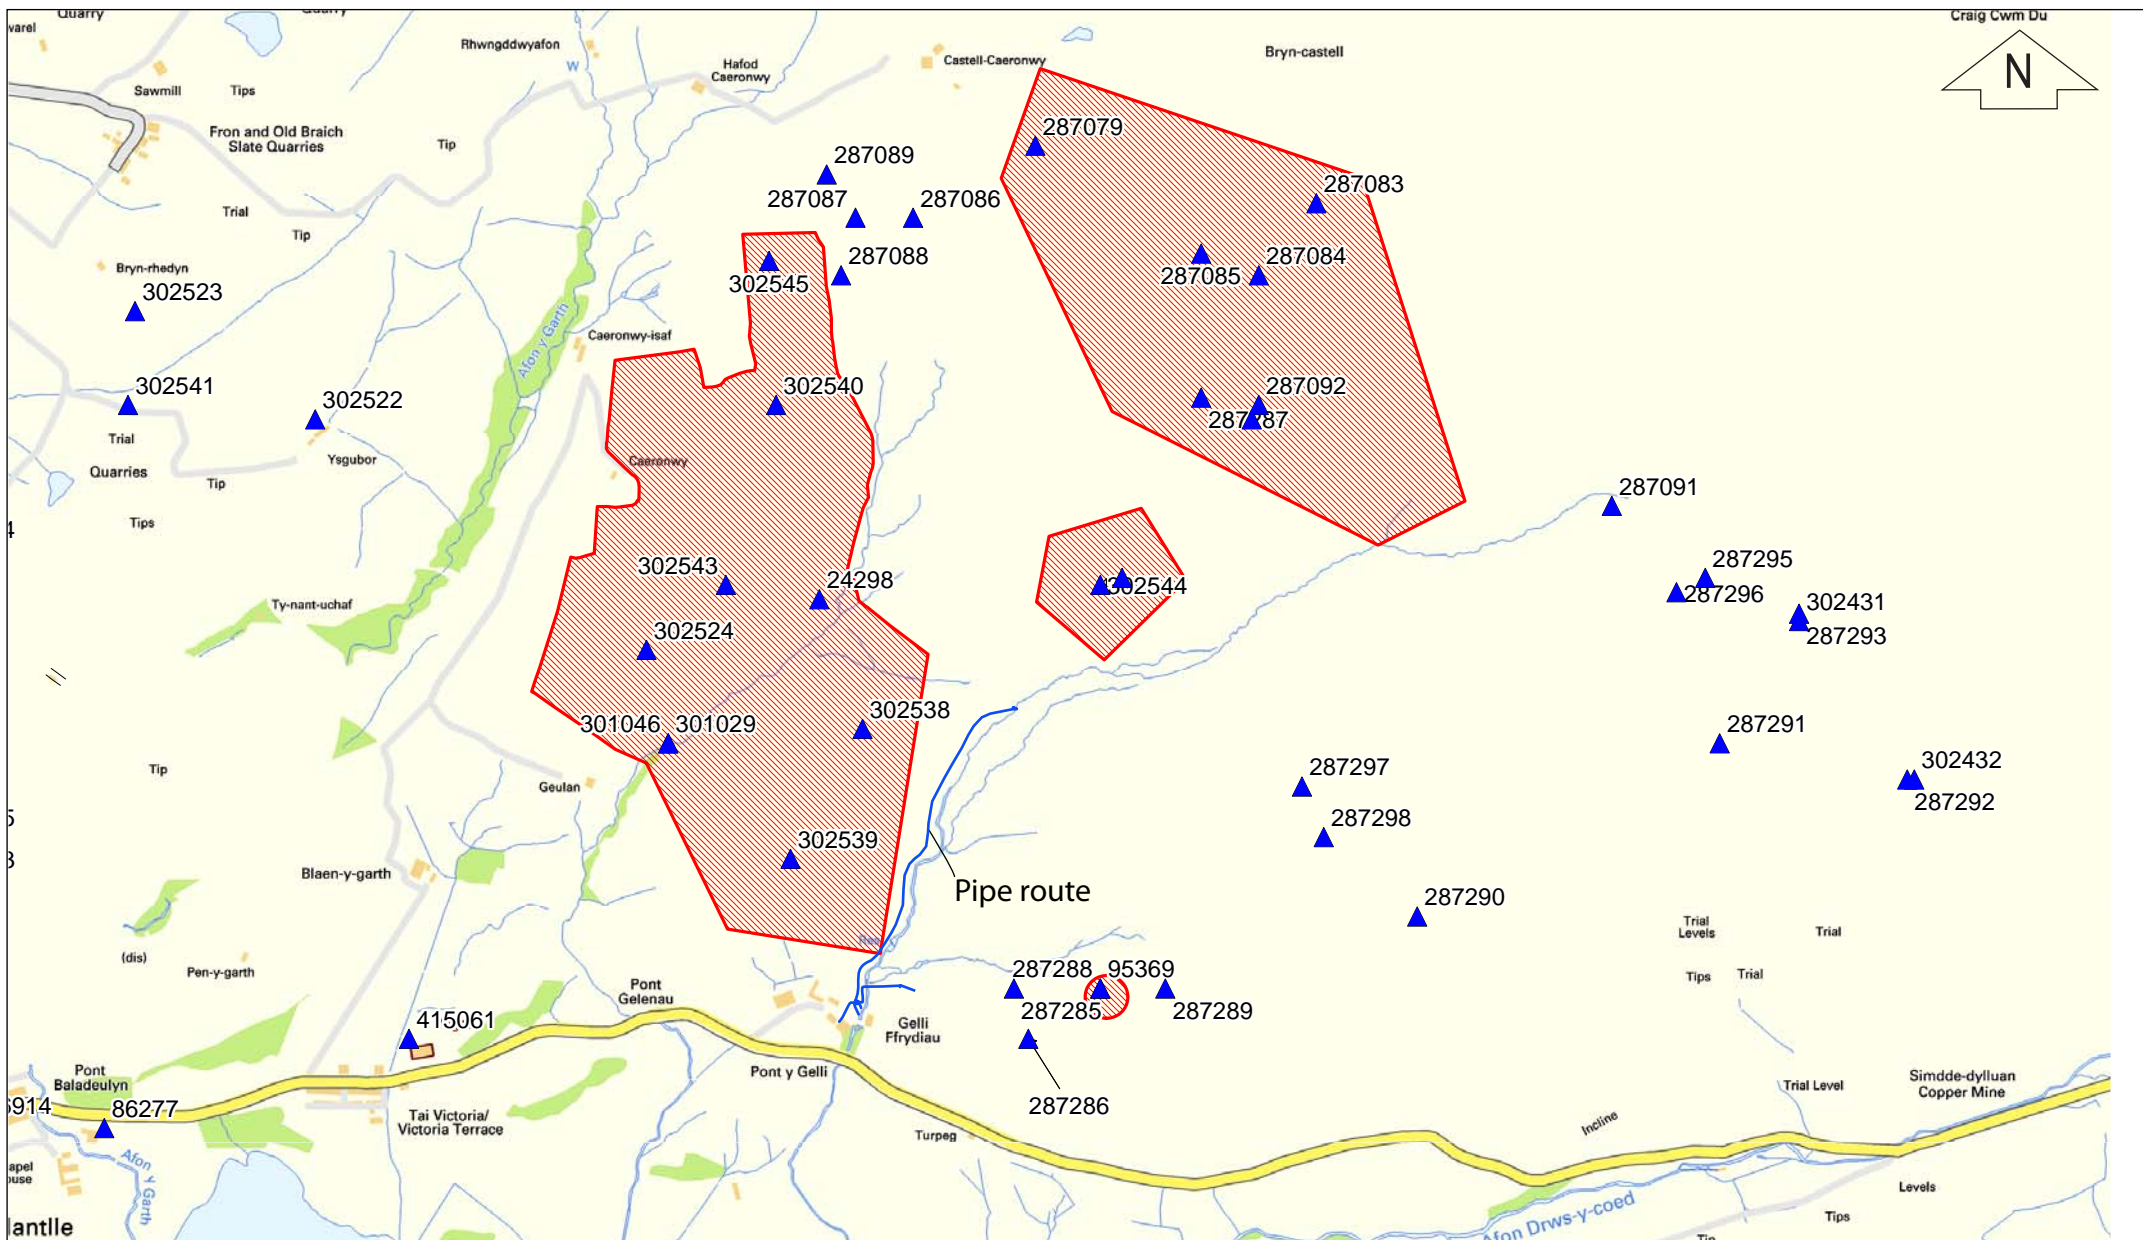 Quarry
Craig Cwm Du
Rhwngddwyafon
W
Hafod
Caeronwy
Castell-Caeronwy
Bryn-castell
N
Sawmill
Tips
Fron and Old Braich
Slate Quarries
Tip
287079
287089
287087
287086
287083
Trial
Tip
287088
287084
287085
302545
Bryn-rhedyn
302523
Afon y Garth
Caeronwy-isaf
302541
302522
302540
287092
Trial
Quarries
Ysgubor
Caeronwy
Tip
Tips
287091
302543
24298
302544
287295
287296
302431
287293
Ty-nant-uchaf
302524
301046
301029
302538
287291
302432
287292
Tip
Geulan
287297
287298
302539
Blaen-y-garth
Pipe route
287290
Trial
Levels
Trial
Tips
Trial
(dis)
Pen-y-garth
Pont
Gelenau
287288
95369
287285
287289
415061
Gelli
Ffrydiau
287286
Pont
Baladeulyn
86277
Pont y Gelli
Trial Level
Simdde-dylluan
Copper Mine
Tai Victoria/
Victoria Terrace
Turpeg
Incline
Afon y Garth
Afon Drws-y-coed
Levels
Tips
Tip